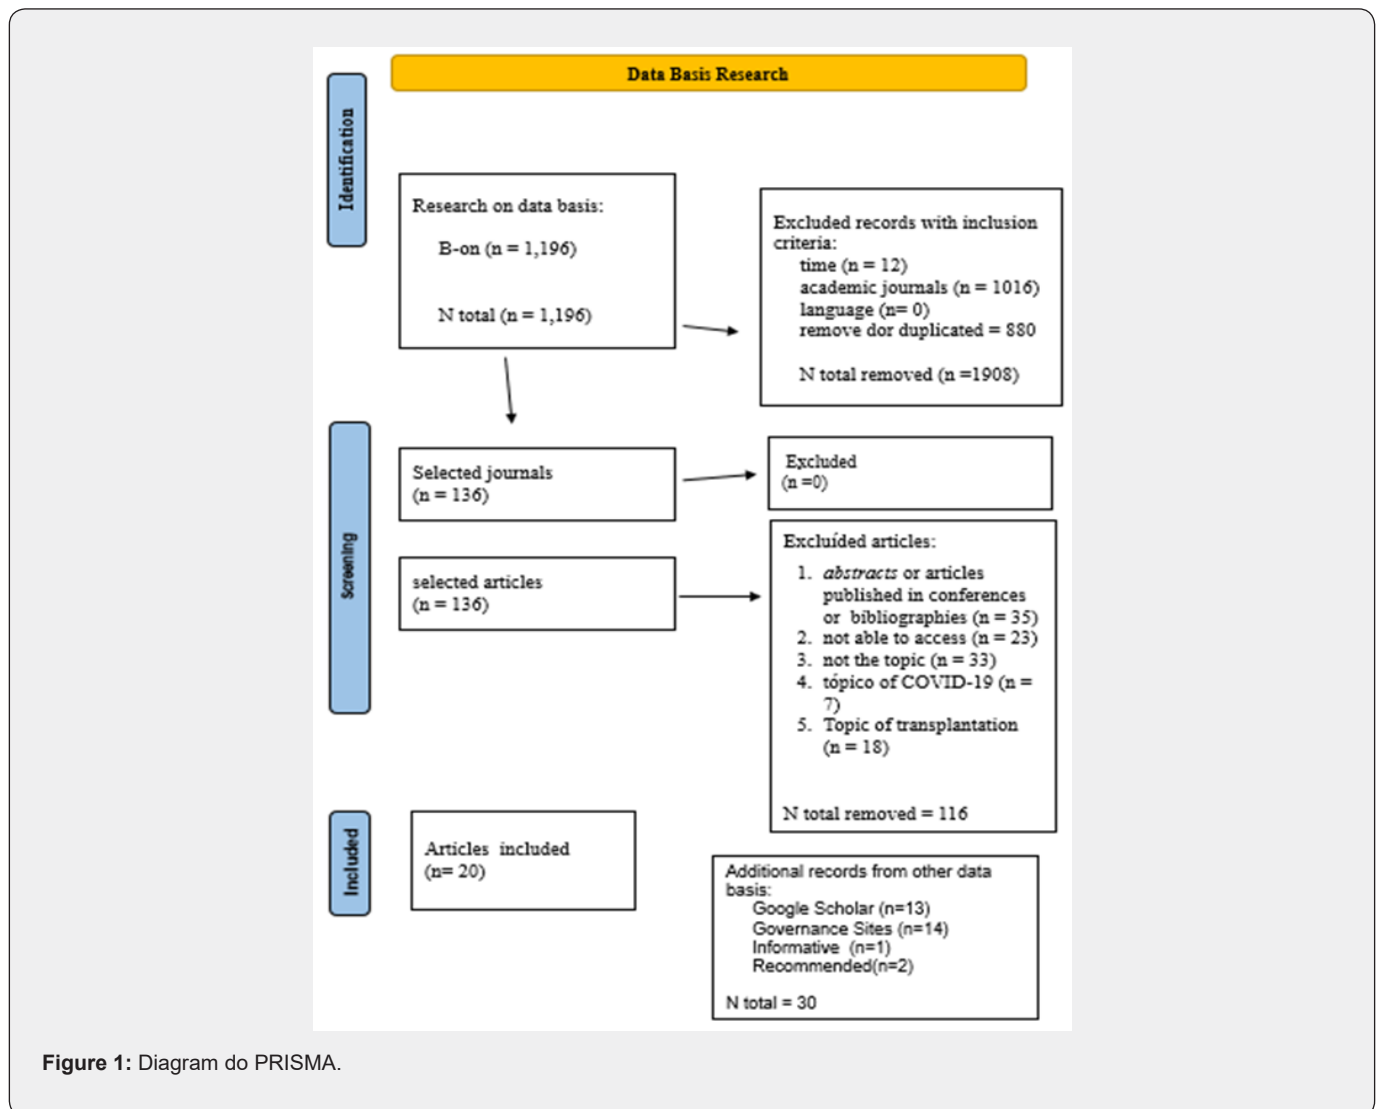 Data Basis Research
Identification
Research on data basis:
B-on (n = 1,196)
N total (n = 1,196)
Excluded records with inclusion
criteria:
time (n = 12)
academic journals (n = 1016)
language (n= 0)
remove dor duplicated = 880
N total removed (n =1908)
Screening
Selected journals
(n = 136)
Excluded
(n =0)
selected articles
(n = 136)
Excluíded articles:
1. abstracts or articles
published in conferences
or bibliographies (n = 35)
2. not able to access (n = 23)
3. not the topic (n = 33)
4. tópico of COVID-19 (n =
7)
5. Topic of transplantation
(n = 18)
N total removed = 116
Included
Articles included
(n= 20)
Additional records from other data
basis:
Google Scholar (n=13)
Governance Sites (n=14)
Informative (n=1)
Recommended(n=2)
N total = 30
Figure 1: Diagram do PRISMA.